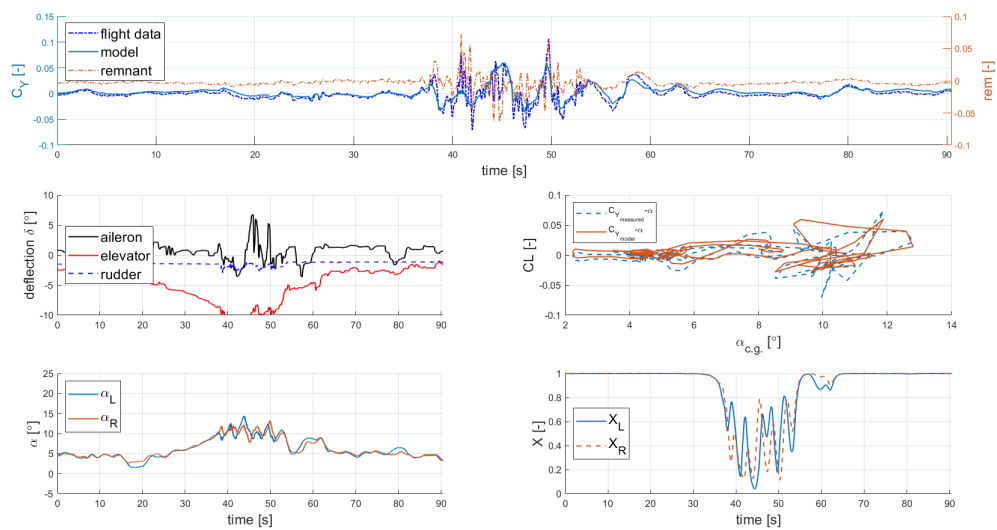 0.15
0.1
0.05
0
-0.05
-0.1
C_Y [-]
flight data
model
remnant
0.1
0.05
0
-0.05
-0.1
rem [-]
0 10 20 30 40 50 60 70 80 90
time [s]
10
5
0
-5
-10
deflection δ [°]
aileron
elevator
rudder
0 10 20 30 40 50 60 70 80 90
0.1
0.05
0
-0.05
-0.1
CL [-]
C_Y_measured-α
C_Y_model-α
2 4 6 8 10 12 14
α_c.g. [°]
25
20
15
10
5
0
-5
α [°]
α_L
α_R
0 10 20 30 40 50 60 70 80 90
time [s]
1
0.8
0.6
0.4
0.2
0
X [-]
X_L
X_R
0 10 20 30 40 50 60 70 80 90
time [s]